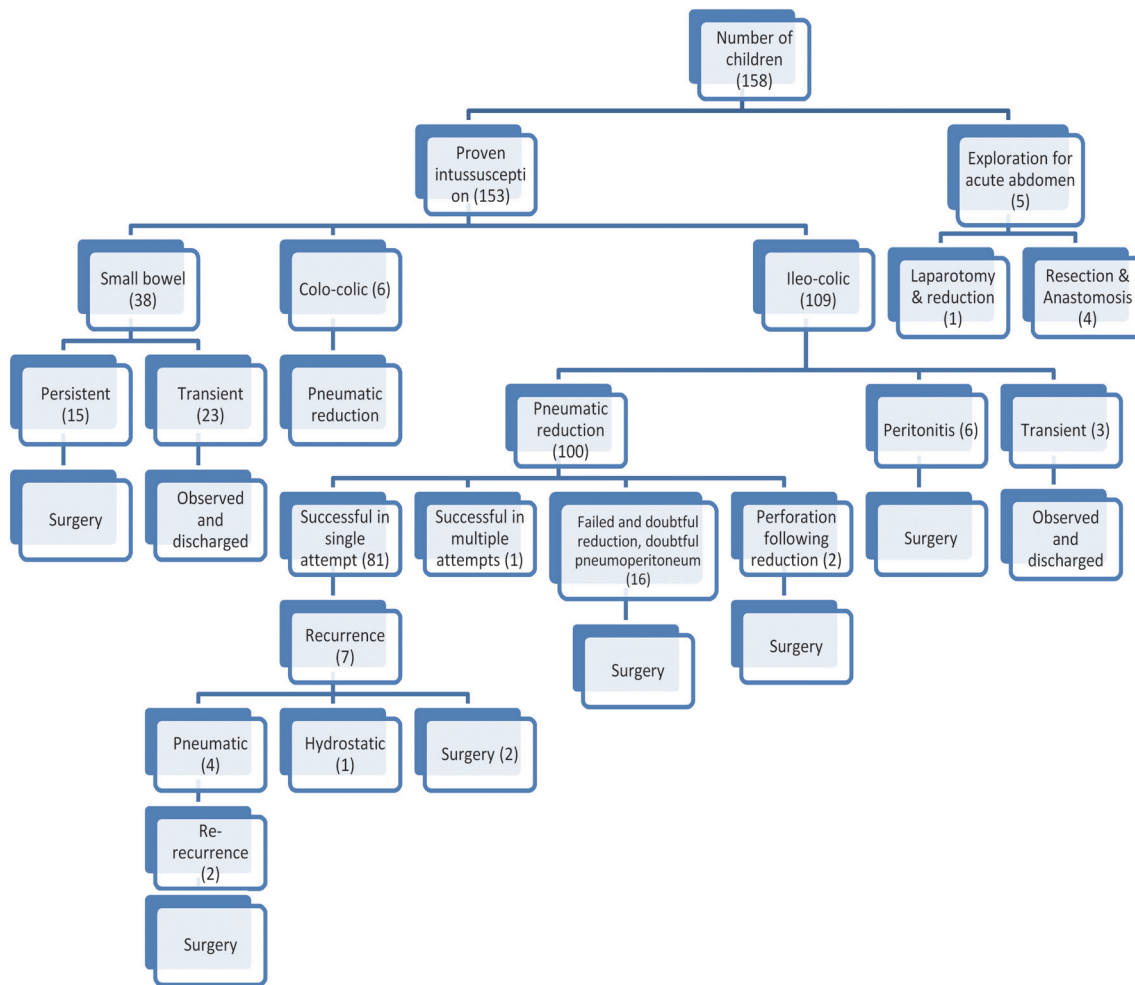 Number of
children
(158)
Proven
intussuscepti
on (153)
Exploration for
acute abdomen
(5)
Small bowel
(38)
Colo-colic (6)
Ileo-colic
(109)
Laparotomy
& reduction
(1)
Resection &
Anastomosis
(4)
Persistent
(15)
Transient
(23)
Pneumatic
reduction
Pneumatic
reduction
(100)
Peritonitis (6)
Transient (3)
Surgery
Observed
and
discharged
Successful in
single
attempt (81)
Successful in
multiple
attempts (1)
Failed and doubtful
reduction, doubtful
pneumoperitoneum
(16)
Perforation
following
reduction (2)
Surgery
Observed
and
discharged
Recurrence
(7)
Surgery
Surgery
Pneumatic
(4)
Hydrostatic
(1)
Surgery (2)
Re-
recurrence
(2)
Surgery